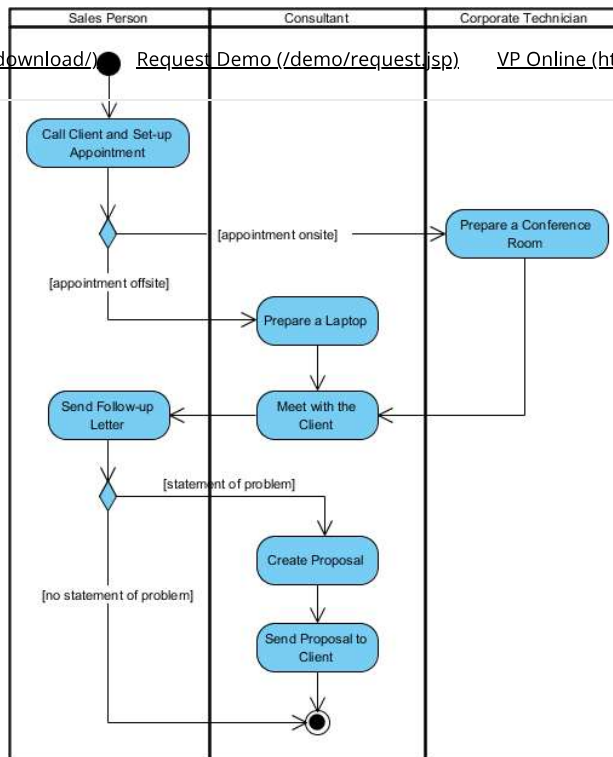 Sales Person
Consultant
Corporate Technician
download/)
Request Demo (/demo/request.jsp)
VP Online (ht
Call Client and Set-up
Appointment
[appointment onsite]
Prepare a Conference
Room
[appointment offsite]
Prepare a Laptop
Send Follow-up
Letter
Meet with the
Client
[statement of problem]
Create Proposal
[no statement of problem]
Send Proposal to
Client